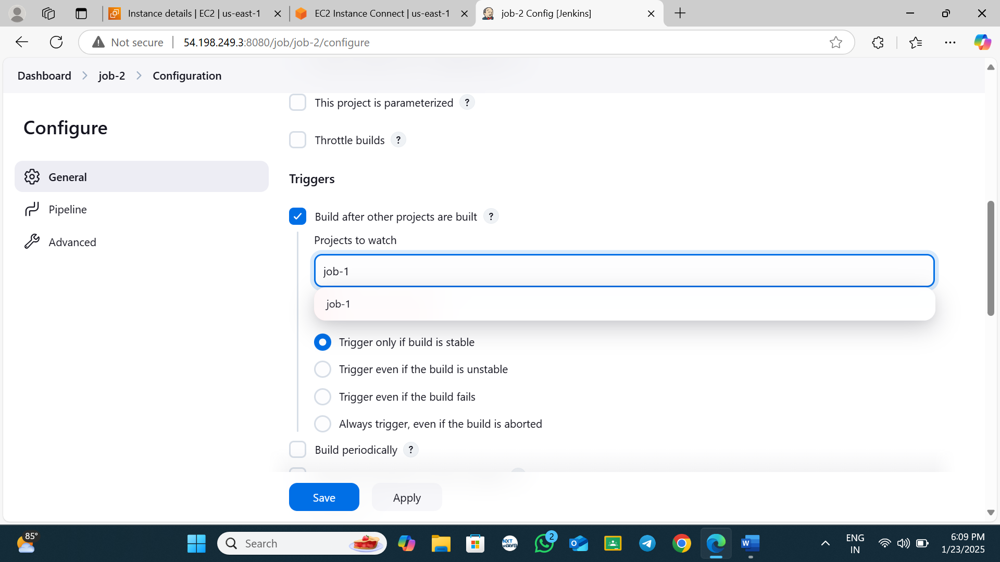 Instance details | EC2 | us-east-1
EC2 Instance Connect | us-east-1
job-2 Config [Jenkins]
Not secure
54.198.249.3:8080/job/job-2/configure
Dashboard
job-2
Configuration
This project is parameterized ?
Configure
Throttle builds ?
General
Triggers
Pipeline
Build after other projects are built ?
Advanced
Projects to watch
job-1
job-1
Trigger only if build is stable
Trigger even if the build is unstable
Trigger even if the build fails
Always trigger, even if the build is aborted
Build periodically ?
Save
Apply
85°
Search
NXT
WAVE
2
O
W
ENG
IN
6:09 PM
1/23/2025